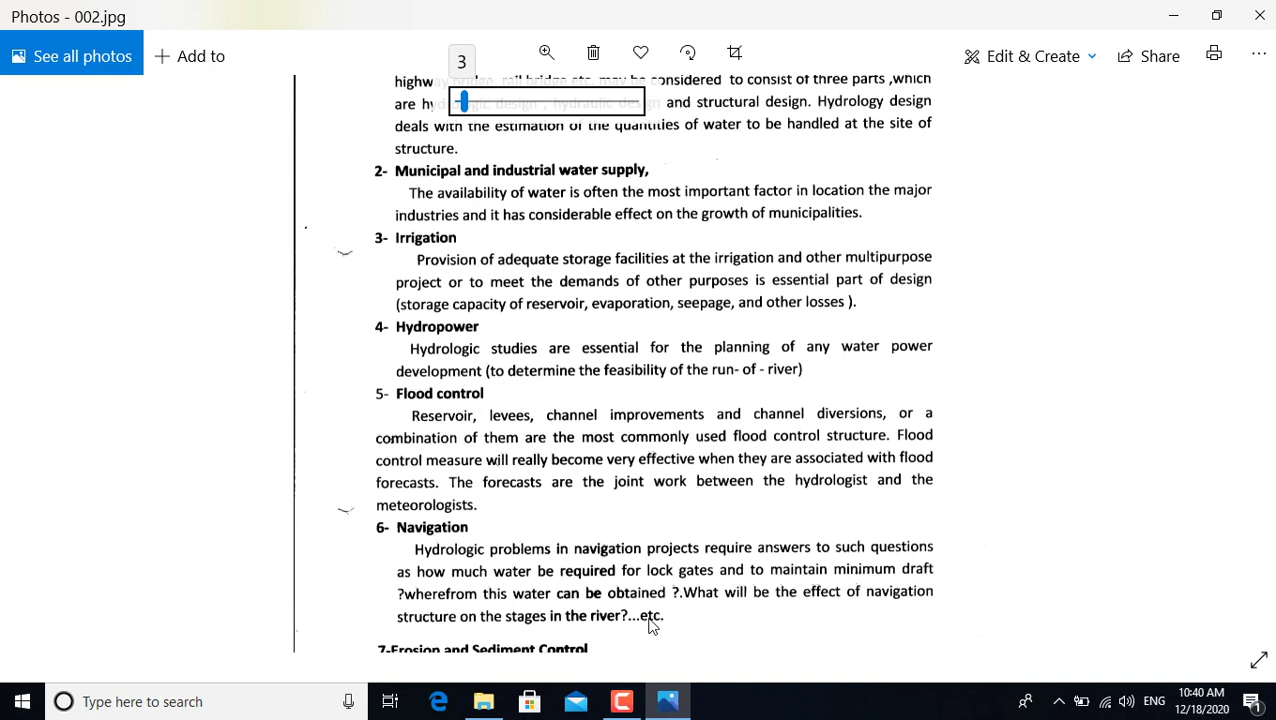 Photos - 002.jpg
See all photos
Add to
3
Edit & Create
Share
highway bridge, rail bridge etc. may be considered to consist of three parts ,which
are hydrologic design , hydraulic design and structural design. Hydrology design
deals with the estimation of the quantities of water to be handled at the site of
structure.
2- Municipal and industrial water supply,
The availability of water is often the most important factor in location the major
industries and it has considerable effect on the growth of municipalities.
3- Irrigation
Provision of adequate storage facilities at the irrigation and other multipurpose
project or to meet the demands of other purposes is essential part of design
(storage capacity of reservoir, evaporation, seepage, and other losses ).
4- Hydropower
Hydrologic studies are essential for the planning of any water power
development (to determine the feasibility of the run- of - river)
5- Flood control
Reservoir, levees, channel improvements and channel diversions, or a
combination of them are the most commonly used flood control structure. Flood
control measure will really become very effective when they are associated with flood
forecasts. The forecasts are the joint work between the hydrologist and the
meteorologists.
6- Navigation
Hydrologic problems in navigation projects require answers to such questions
as how much water be required for lock gates and to maintain minimum draft
?wherefrom this water can be obtained ?.What will be the effect of navigation
structure on the stages in the river?...etc.
7-Erosion and Sediment Control
Type here to search
ENG
10:40 AM
12/18/2020
1